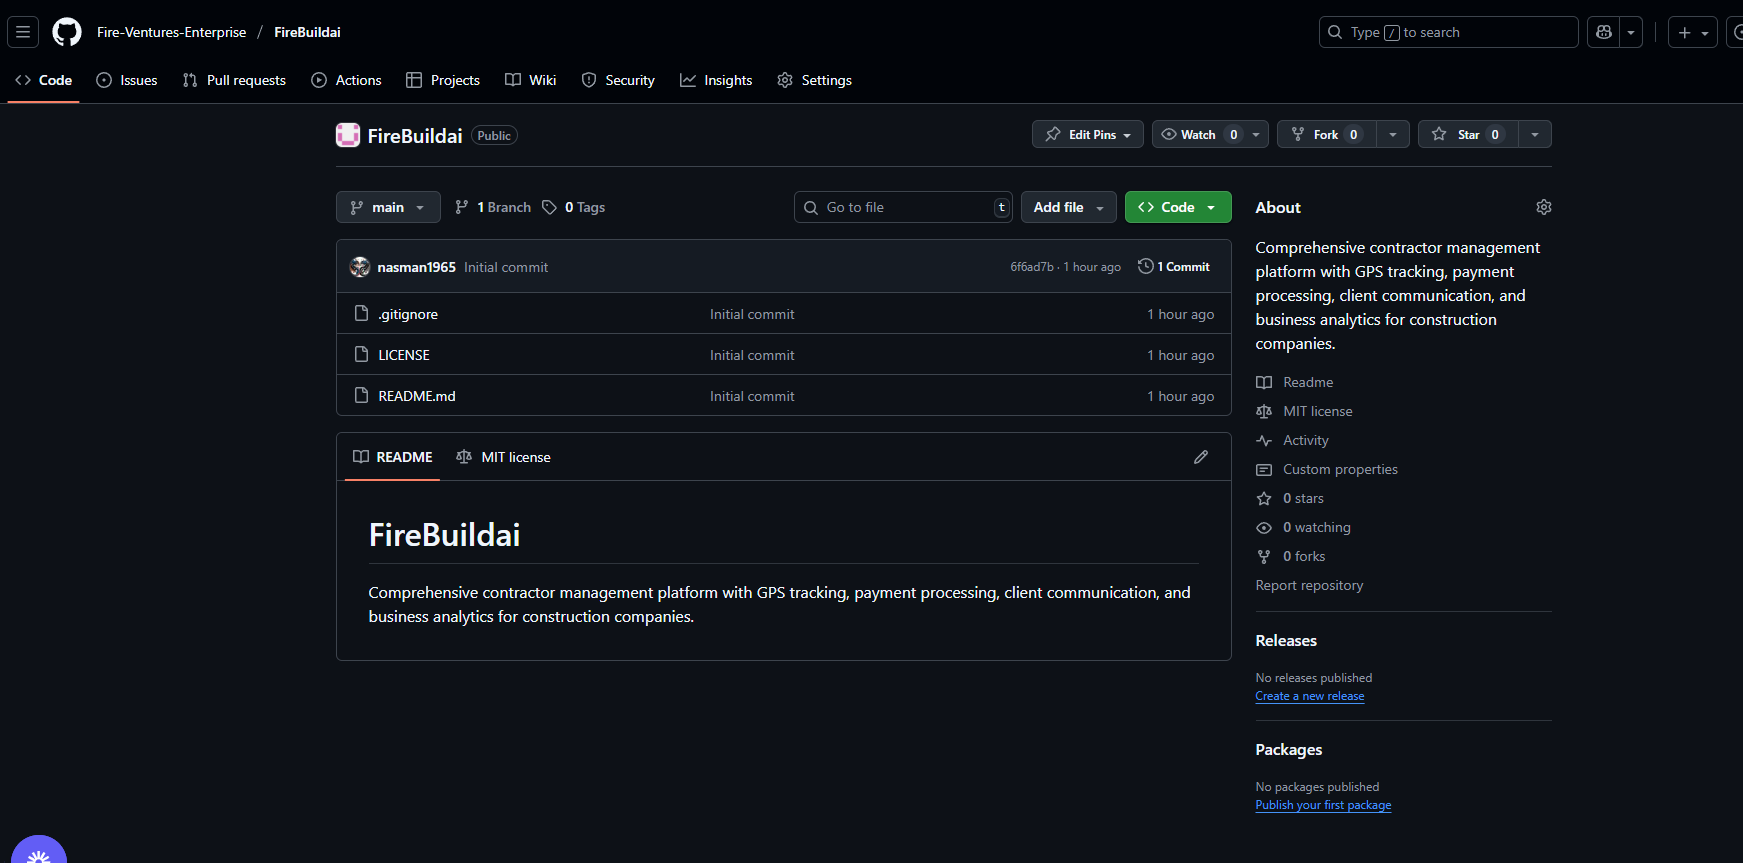 Fire-Ventures-Enterprise / FireBuildai
Type / to search
Code Issues Pull requests Actions Projects Wiki Security Insights Settings
FireBuildai Public
Edit Pins Watch 0 Fork 0 Star 0
main 1 Branch 0 Tags
Go to file t Add file Code
nasman1965 Initial commit 6f6ad7b · 1 hour ago 1 Commit
.gitignore Initial commit 1 hour ago
LICENSE Initial commit 1 hour ago
README.md Initial commit 1 hour ago
README MIT license
FireBuildai
Comprehensive contractor management platform with GPS tracking, payment processing, client communication, and
business analytics for construction companies.
About
Comprehensive contractor management
platform with GPS tracking, payment
processing, client communication, and
business analytics for construction
companies.
Readme
MIT license
Activity
Custom properties
0 stars
0 watching
0 forks
Report repository
Releases
No releases published
Create a new release
Packages
No packages published
Publish your first package